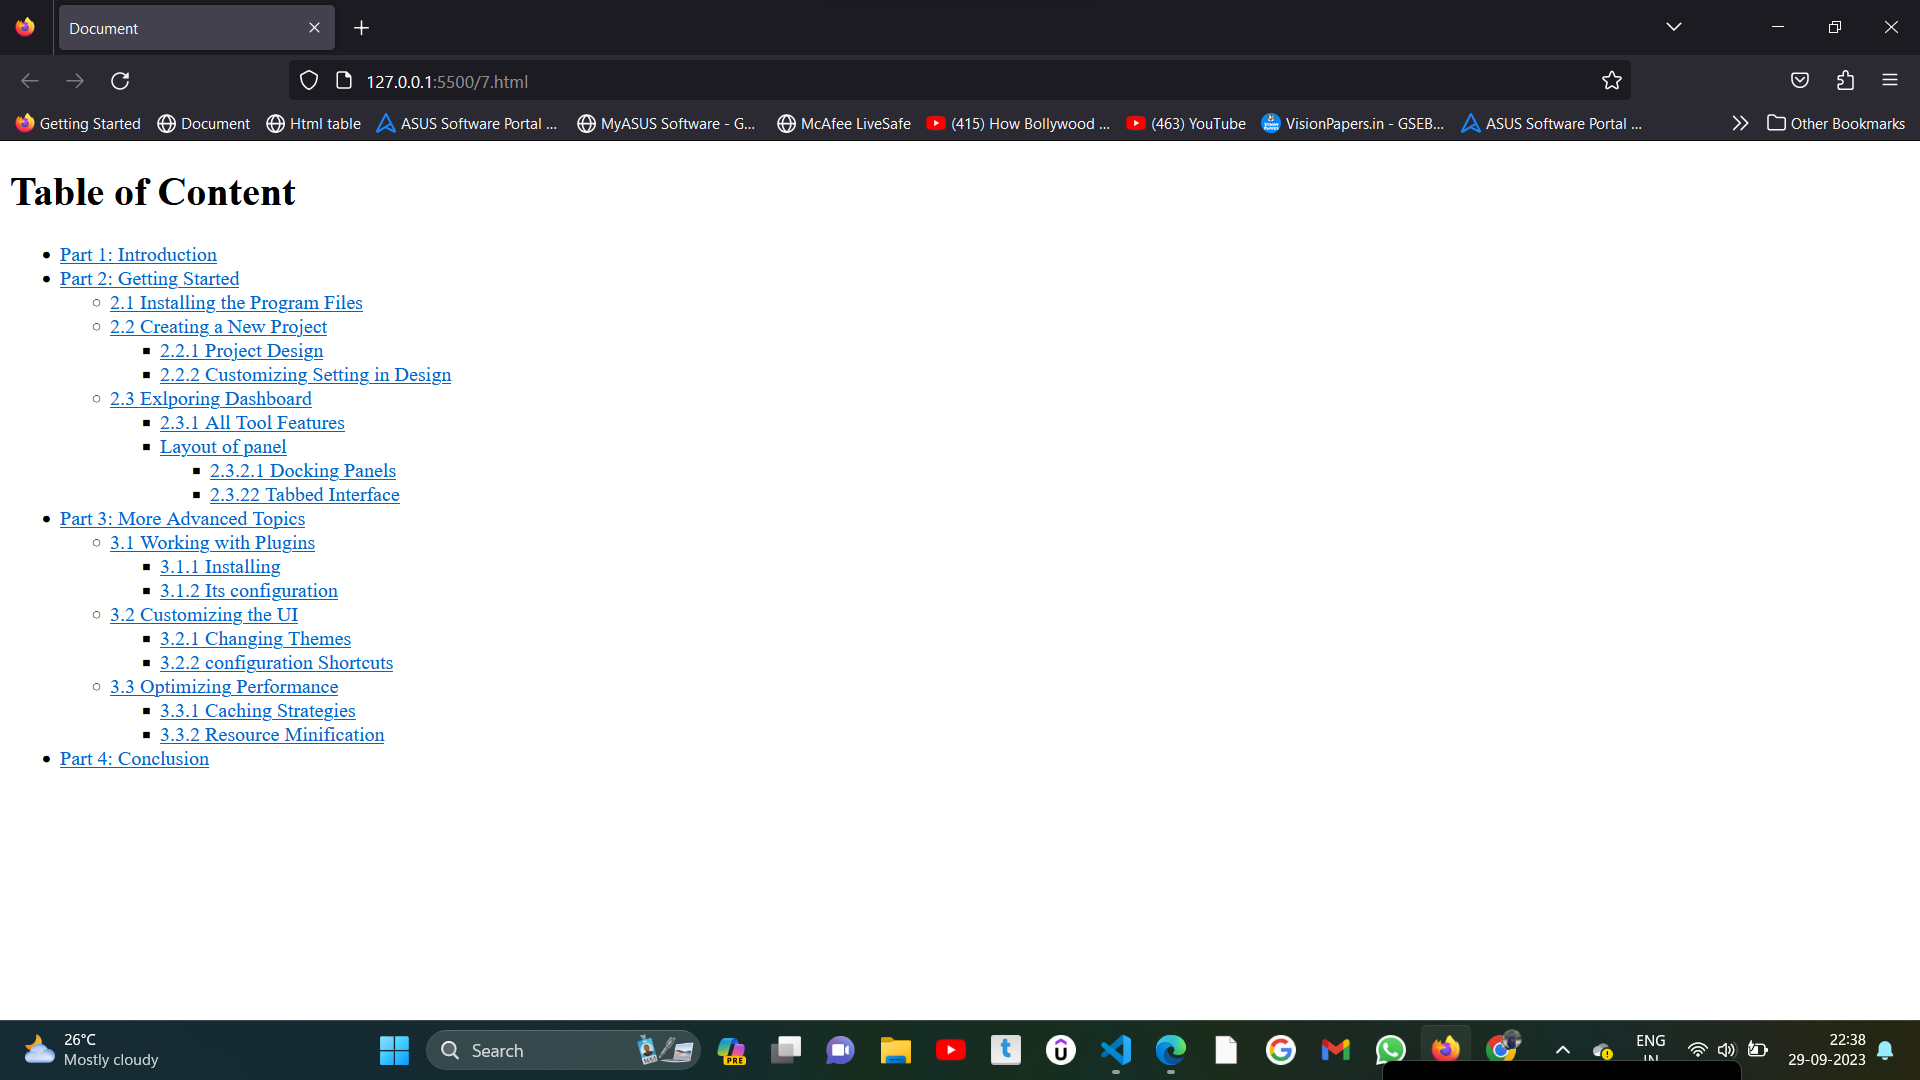 Document
127.0.0.1:5500/7.html
Getting Started Document Html table ASUS Software Portal ... MyASUS Software - G... McAfee LiveSafe (415) How Bollywood ... (463) YouTube VisionPapers.in - GSEB... ASUS Software Portal ... Other Bookmarks
Table of Content
Part 1: Introduction
Part 2: Getting Started
2.1 Installing the Program Files
2.2 Creating a New Project
2.2.1 Project Design
2.2.2 Customizing Setting in Design
2.3 Exlporing Dashboard
2.3.1 All Tool Features
Layout of panel
2.3.2.1 Docking Panels
2.3.22 Tabbed Interface
Part 3: More Advanced Topics
3.1 Working with Plugins
3.1.1 Installing
3.1.2 Its configuration
3.2 Customizing the UI
3.2.1 Changing Themes
3.2.2 configuration Shortcuts
3.3 Optimizing Performance
3.3.1 Caching Strategies
3.3.2 Resource Minification
Part 4: Conclusion
26°C
Mostly cloudy
Search
PRE
ENG
IN
22:38
29-09-2023